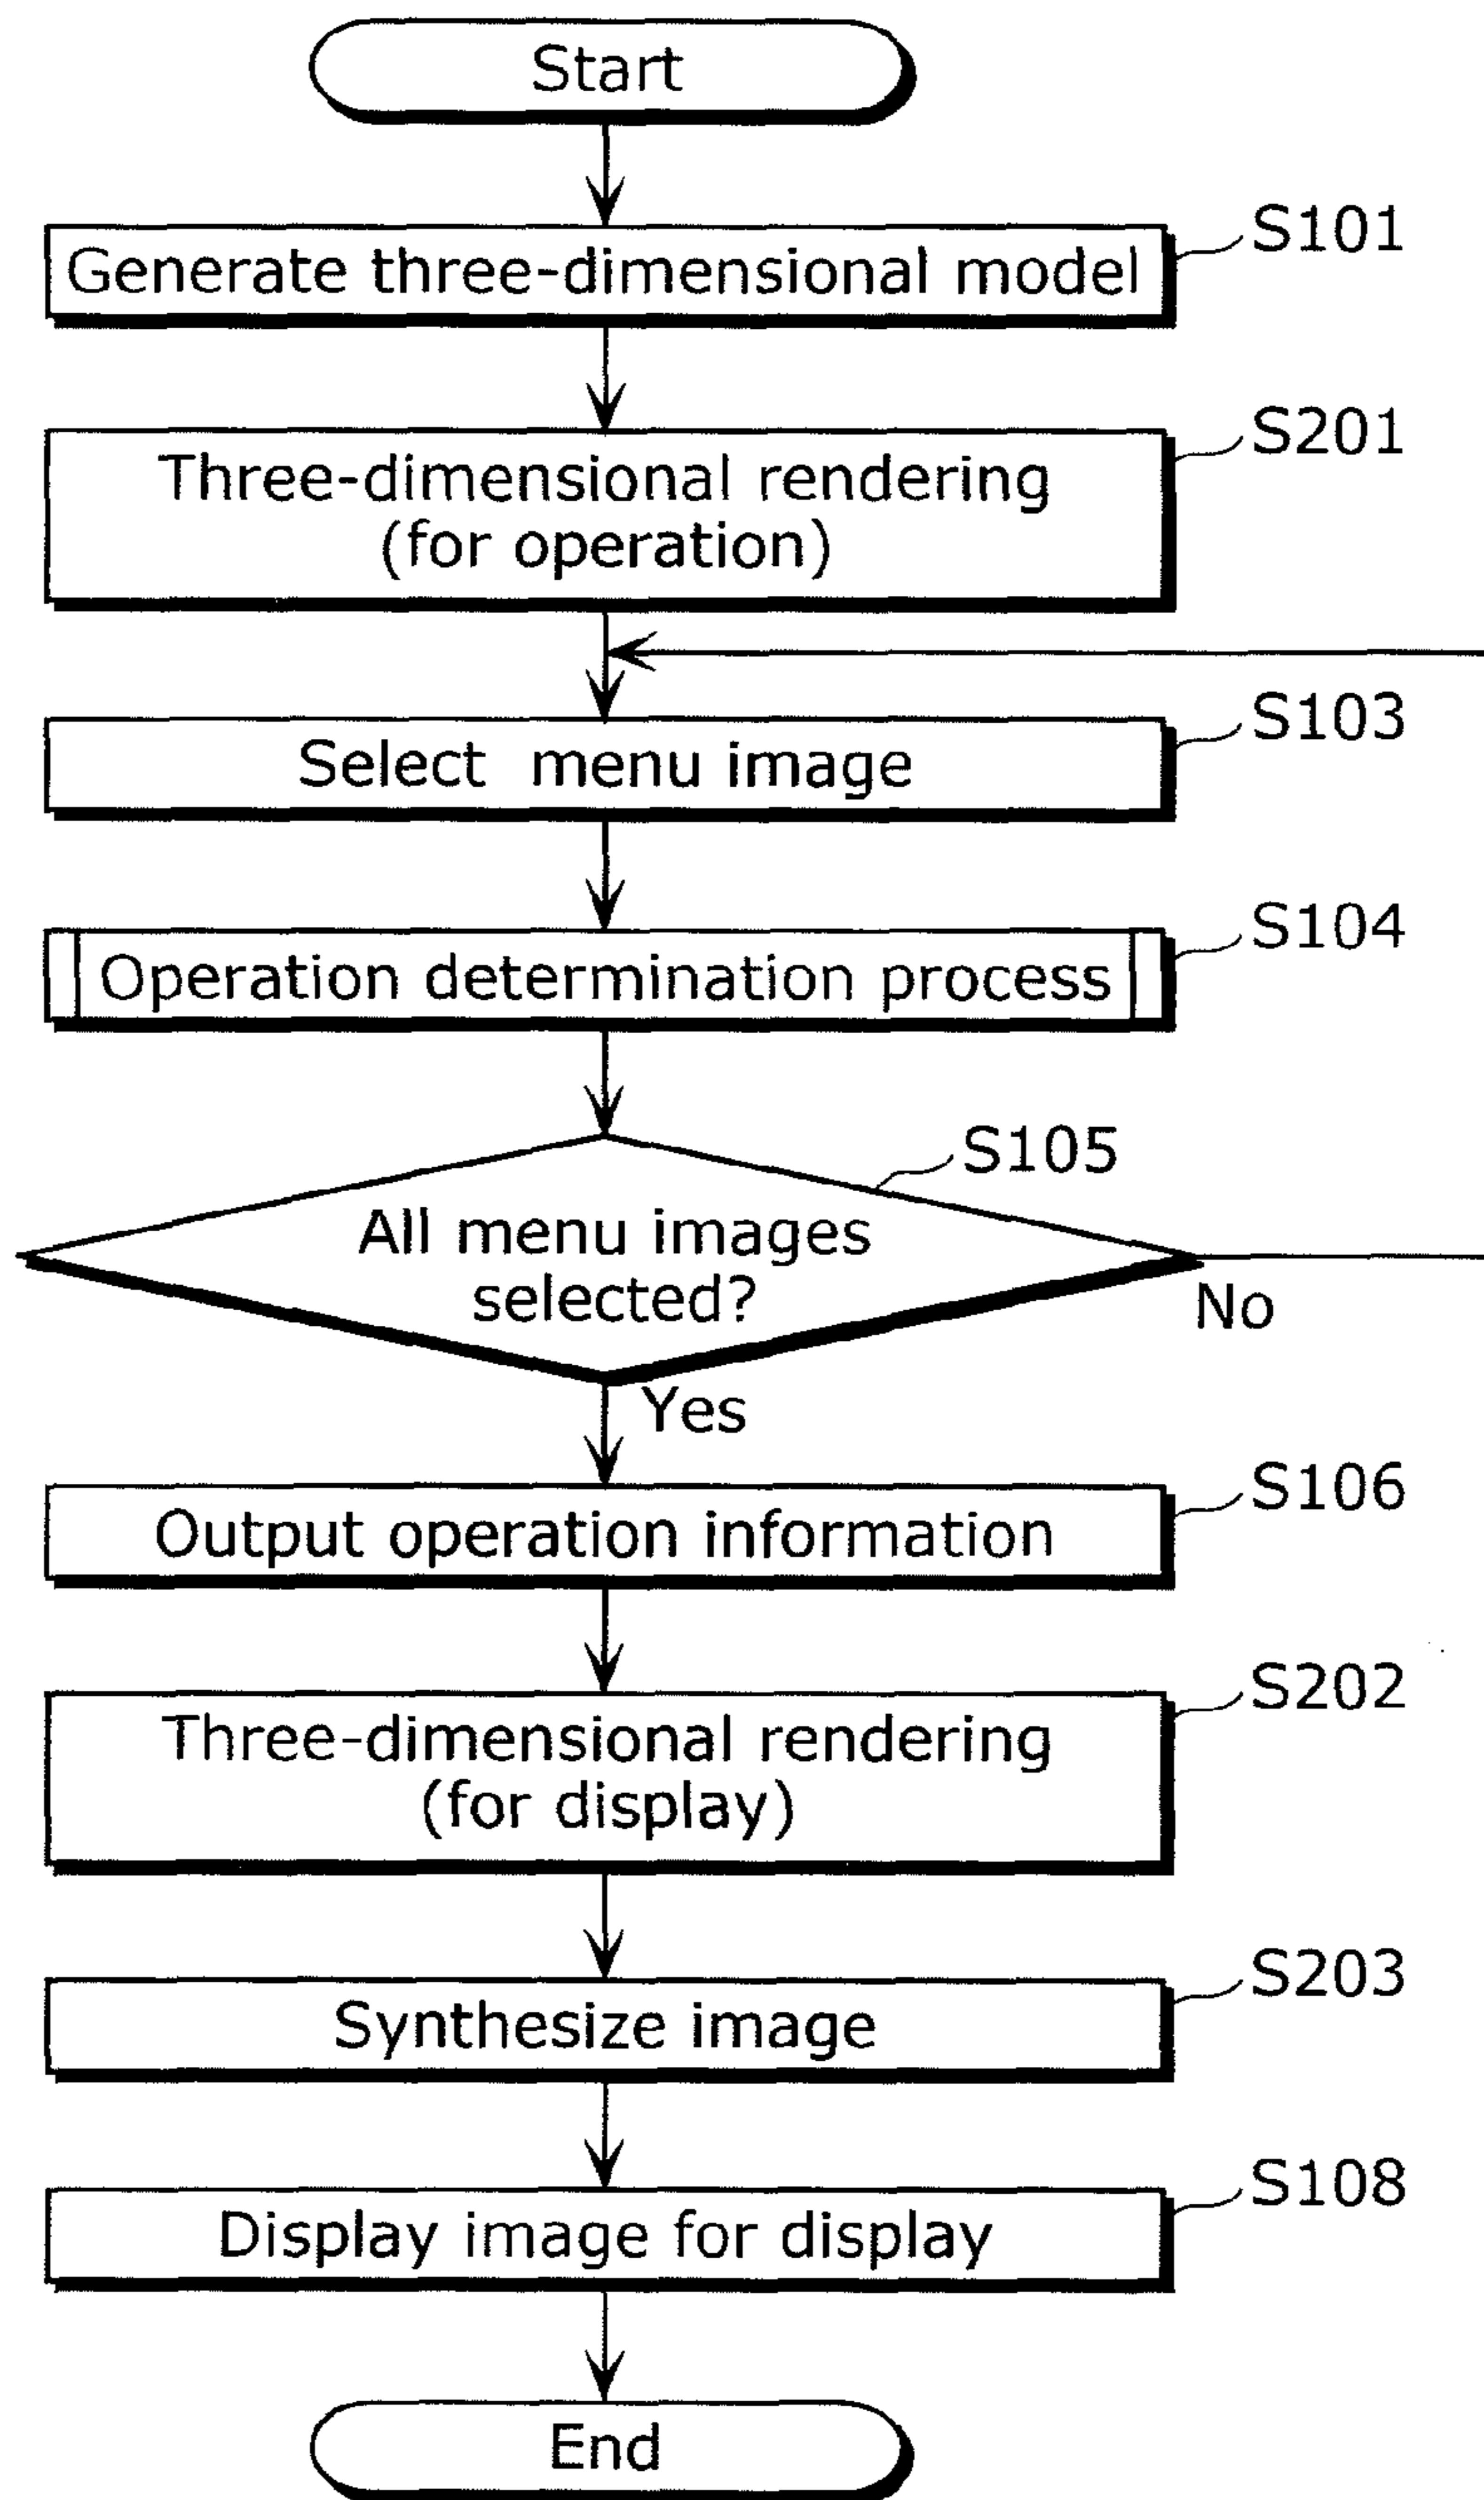 Start
S101
Generate three-dimensional model
S201
Three-dimensional rendering
(for operation)
S103
Select menu image
S104
Operation determination process
S105
All menu images
selected?
No
Yes
S106
Output operation information
S202
Three-dimensional rendering
(for display)
S203
Synthesize image
S108
Display image for display
End